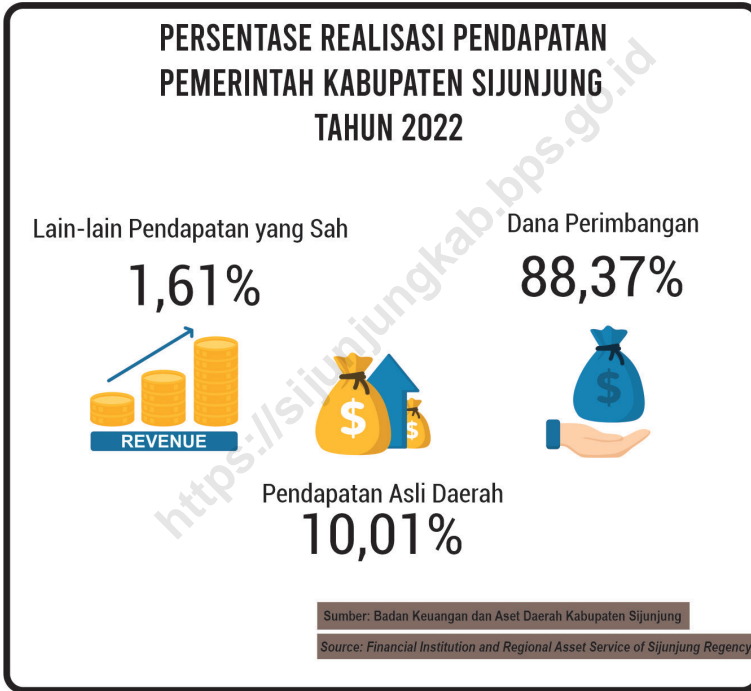 PERSENTASE REALISASI PENDAPATAN
PEMERINTAH KABUPATEN SIJUNJUNG
TAHUN 2022
Lain-lain Pendapatan yang Sah
1,61%
Dana Perimbangan
88,37%
REVENUE
$
$
$
Pendapatan Asli Daerah
10,01%
Sumber: Badan Keuangan dan Aset Daerah Kabupaten Sijunjung
Source: Financial Institution and Regional Asset Service of Sijunjung Regency
https://sijunjungkab.bps.go.id